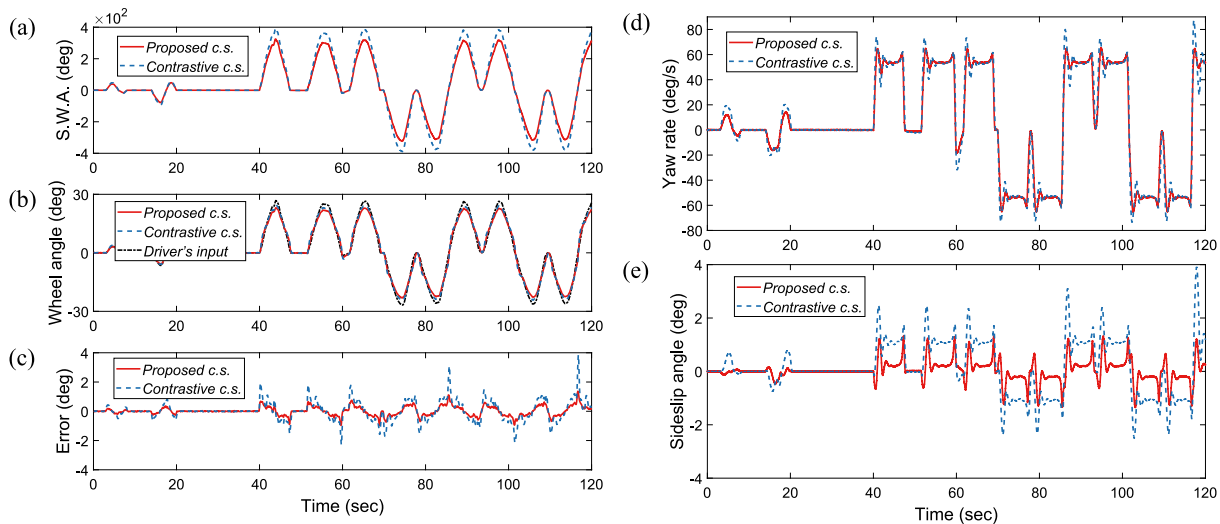 (a)
×10²
S.W.A. (deg)
4
2
0
2
4
Proposed c.s.
Contrastive c.s.
0 20 40 60 80 100 120
(b)
Wheel angle (deg)
30
0
-30
Proposed c.s.
Contrastive c.s.
Driver's input
0 20 40 60 80 100 120
(c)
Error (deg)
4
2
0
-2
4
Proposed c.s.
Contrastive c.s.
0 20 40 60 80 100 120
Time (sec)
(d)
Yaw rate (deg/s)
80
60
40
20
0
-20
-40
-60
-80
Proposed c.s.
Contrastive c.s.
0 20 40 60 80 100 120
(e)
Sideslip angle (deg)
4
2
0
-2
-4
Proposed c.s.
Contrastive c.s.
0 20 40 60 80 100 120
Time (sec)